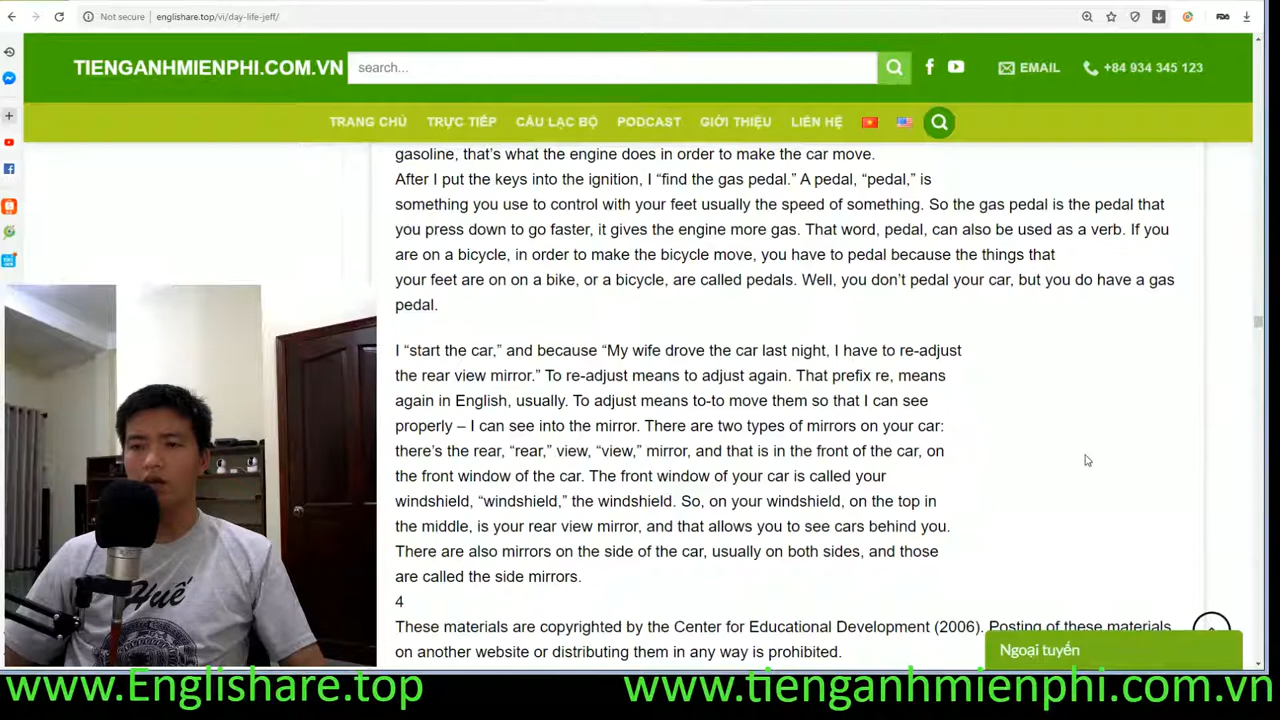 Not secure
englishare.top/vi/day-life-jeff/
TIENGANHMIENPHI.COM.VN
search...
EMAIL
+84 934 345 123
TRANG CHỦ
TRỰC TIẾP
CÂU LẠC BỘ
PODCAST
GIỚI THIỆU
LIÊN HỆ
gasoline, that’s what the engine does in order to make the car move.
After I put the keys into the ignition, I “find the gas pedal.” A pedal, “pedal,” is
something you use to control with your feet usually the speed of something. So the gas pedal is the pedal that
you press down to go faster, it gives the engine more gas. That word, pedal, can also be used as a verb. If you
are on a bicycle, in order to make the bicycle move, you have to pedal because the things that
your feet are on on a bike, or a bicycle, are called pedals. Well, you don’t pedal your car, but you do have a gas
pedal.
I “start the car,” and because “My wife drove the car last night, I have to re-adjust
the rear view mirror.” To re-adjust means to adjust again. That prefix re, means
again in English, usually. To adjust means to-to move them so that I can see
properly – I can see into the mirror. There are two types of mirrors on your car:
there’s the rear, “rear,” view, “view,” mirror, and that is in the front of the car, on
the front window of the car. The front window of your car is called your
windshield, “windshield,” the windshield. So, on your windshield, on the top in
the middle, is your rear view mirror, and that allows you to see cars behind you.
There are also mirrors on the side of the car, usually on both sides, and those
are called the side mirrors.
4
These materials are copyrighted by the Center for Educational Development (2006). Posting of these materials
on another website or distributing them in any way is prohibited.
Ngoại tuyến
Huế
www.Englishare.top
www.tienganhmienphi.com.vn